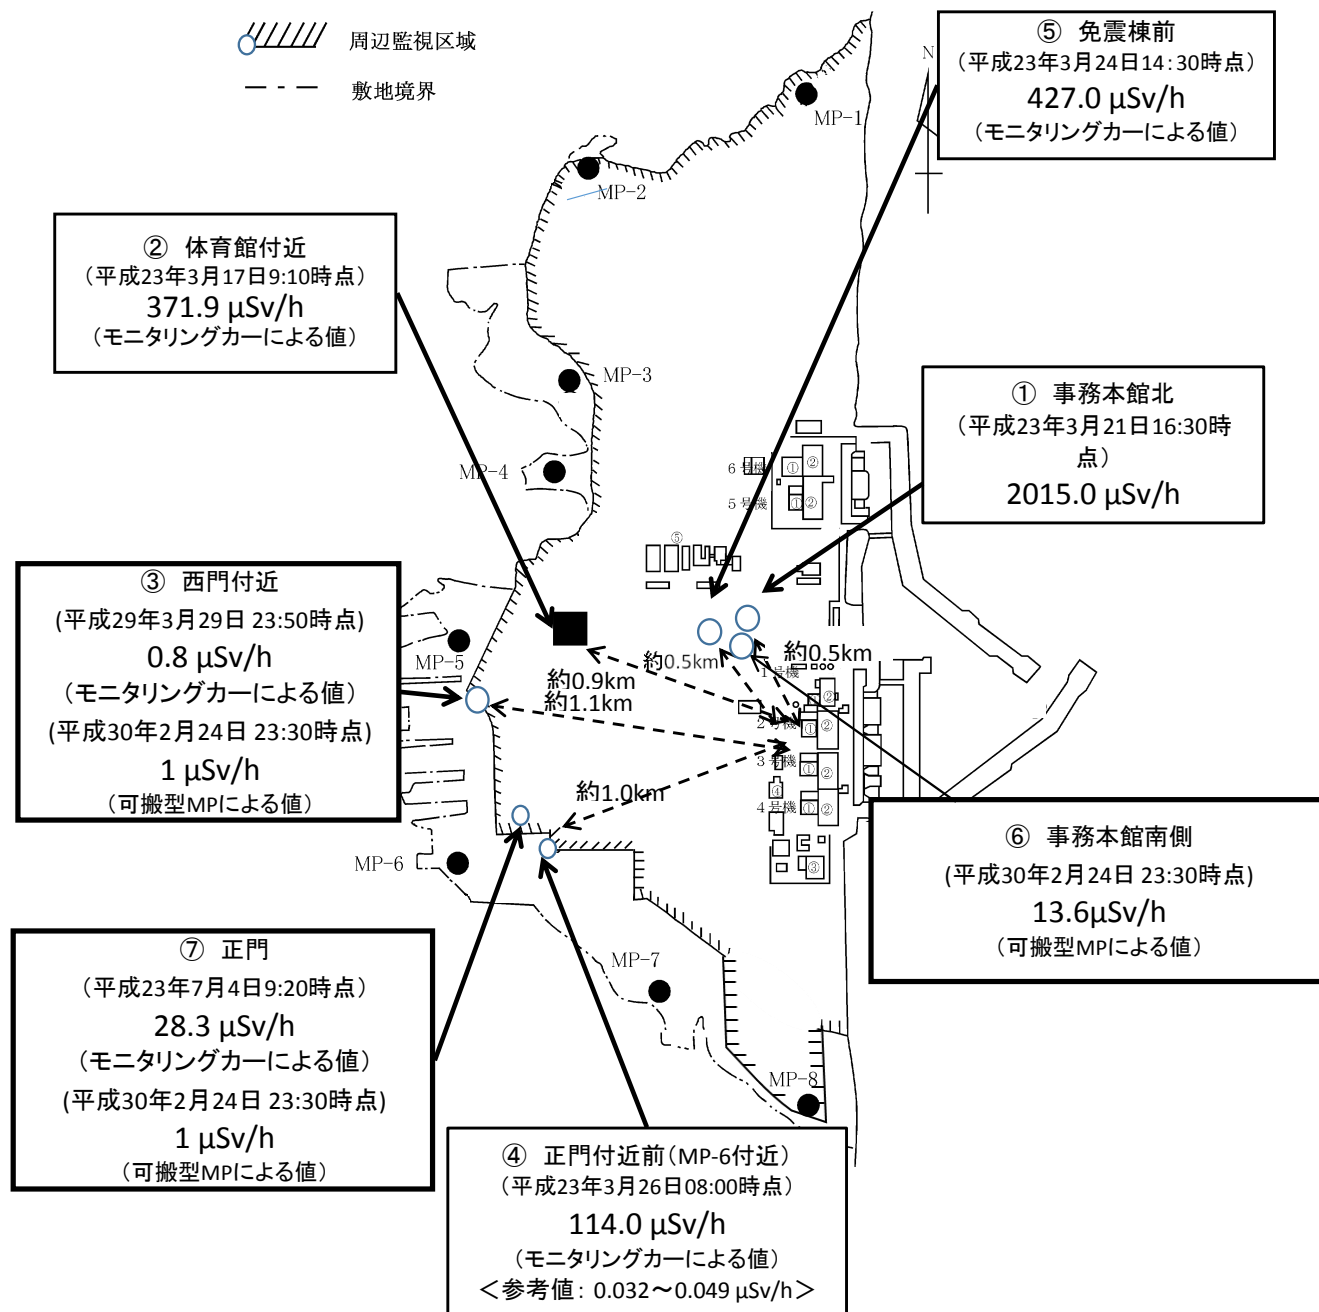 周辺監視区域
敷地境界
⑤ 免震棟前
（平成23年3月24日14：30時点）
427.0 µSv/h
（モニタリングカーによる値）
N
MP-1
MP-2
② 体育館付近
（平成23年3月17日9:10時点）
371.9 µSv/h
（モニタリングカーによる値）
MP-3
① 事務本館北
（平成23年3月21日16:30時
点）
2015.0 µSv/h
MP-4
6号機
①
②
5号機
①
②
⑤
③ 西門付近
(平成29年3月29日 23:50時点)
0.8 µSv/h
（モニタリングカーによる値）
(平成30年2月24日 23:30時点)
1 µSv/h
（可搬型MPによる値）
MP-5
約0.5km
約0.5km
約0.9km
約1.1km
1号機
②
2号機
①
②
3号機
①
②
④
4号機
①
②
③
約1.0km
MP-6
⑥ 事務本館南側
(平成30年2月24日 23:30時点)
13.6µSv/h
（可搬型MPによる値）
⑦ 正門
（平成23年7月4日9:20時点）
28.3 µSv/h
（モニタリングカーによる値）
(平成30年2月24日 23:30時点)
1 µSv/h
（可搬型MPによる値）
MP-7
MP-8
④ 正門付近前（MP-6付近）
（平成23年3月26日08:00時点）
114.0 µSv/h
（モニタリングカーによる値）
＜参考値： 0.032～0.049 µSv/h＞